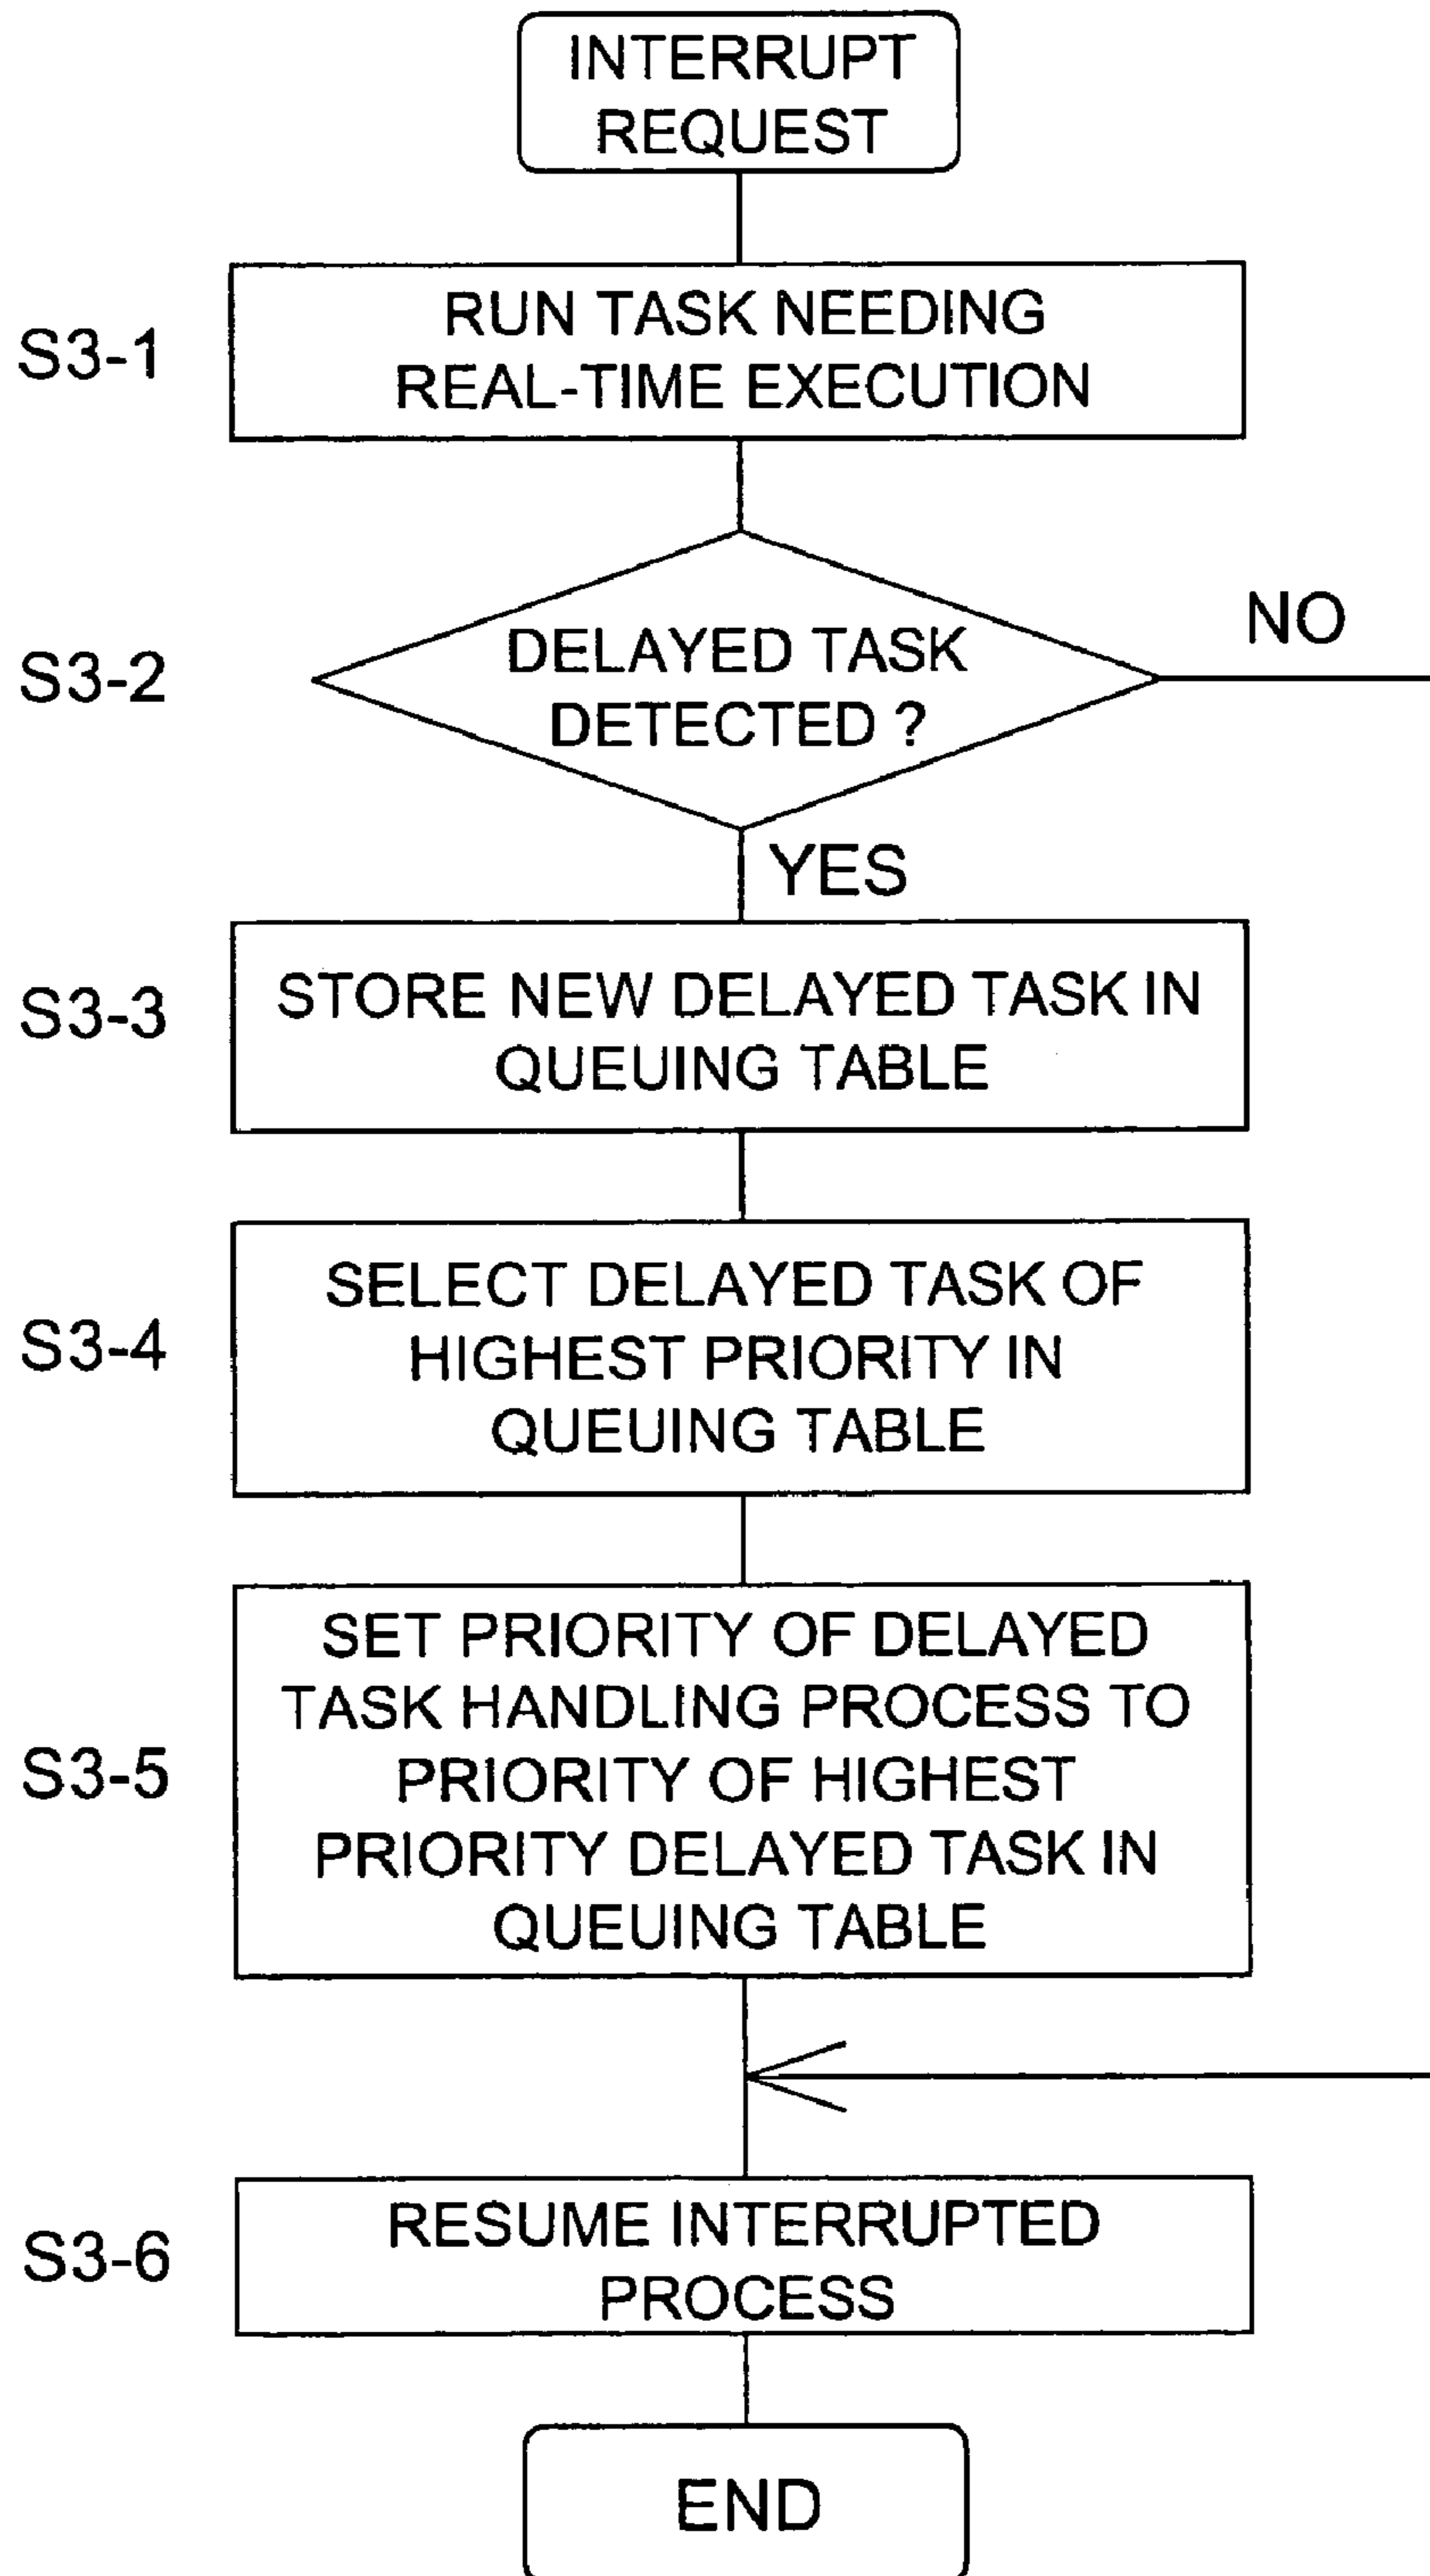 INTERRUPT
REQUEST
S3-1
RUN TASK NEEDING
REAL-TIME EXECUTION
S3-2
DELAYED TASK
DETECTED ?
NO
YES
S3-3
STORE NEW DELAYED TASK IN
QUEUING TABLE
S3-4
SELECT DELAYED TASK OF
HIGHEST PRIORITY IN
QUEUING TABLE
S3-5
SET PRIORITY OF DELAYED
TASK HANDLING PROCESS TO
PRIORITY OF HIGHEST
PRIORITY DELAYED TASK IN
QUEUING TABLE
S3-6
RESUME INTERRUPTED
PROCESS
END